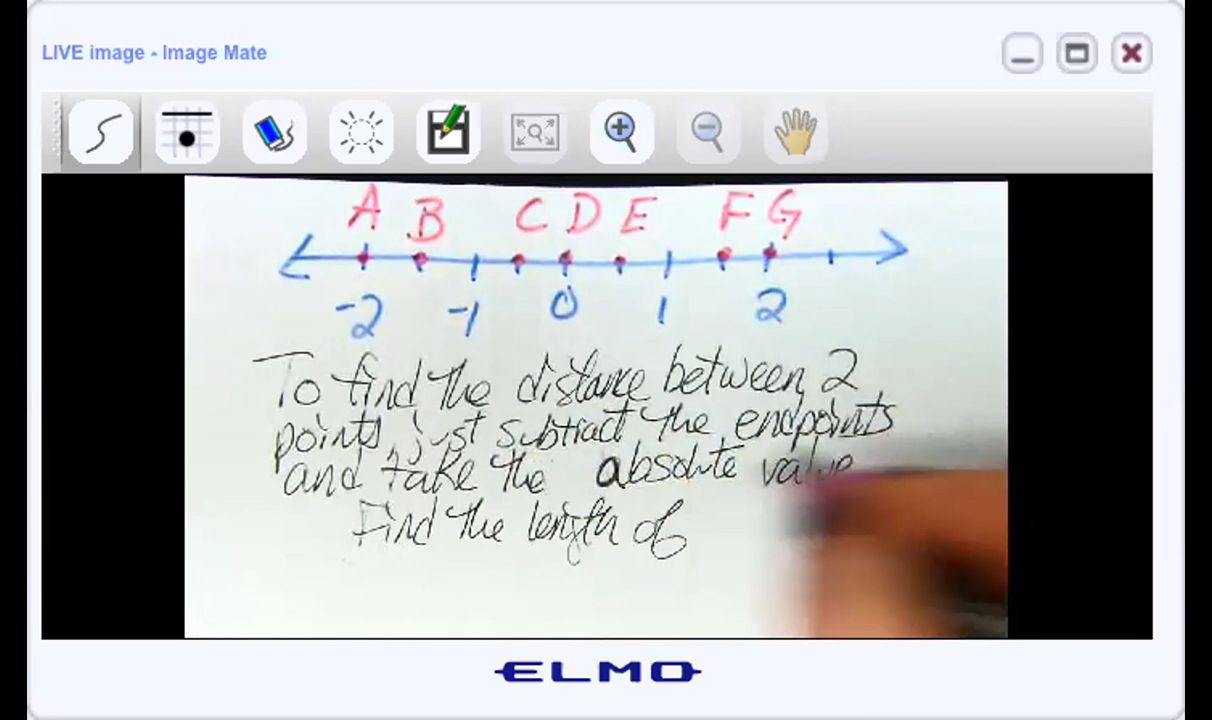 LIVE image - Image Mate
A B C D E F G
-2 -1 0 1 2
To find the distance between 2
points, just subtract the endpoints
and take the absolute value
Find the length of
ELMO